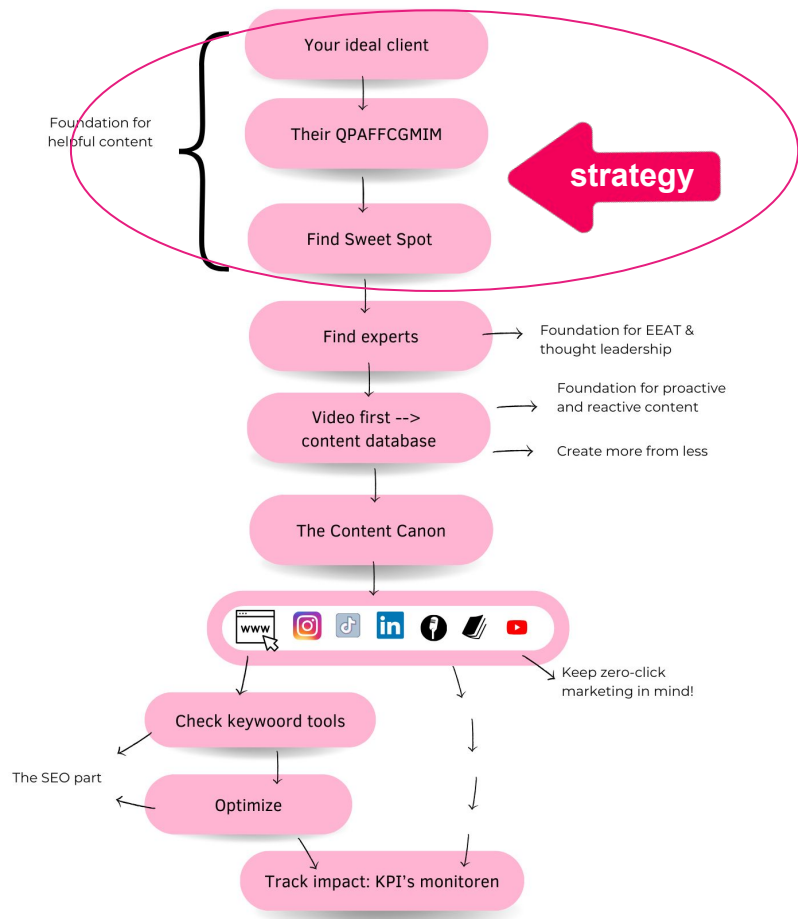 Your ideal client
Foundation for
helpful content
Their QPAFFCGMIM
strategy
Find Sweet Spot
Find experts
Foundation for EEAT &
thought leadership
Video first -->
content database
Foundation for proactive
and reactive content
Create more from less
The Content Canon
www
in
Keep zero-click
marketing in mind!
Check keywoord tools
The SEO part
Optimize
Track impact: KPI's monitoren